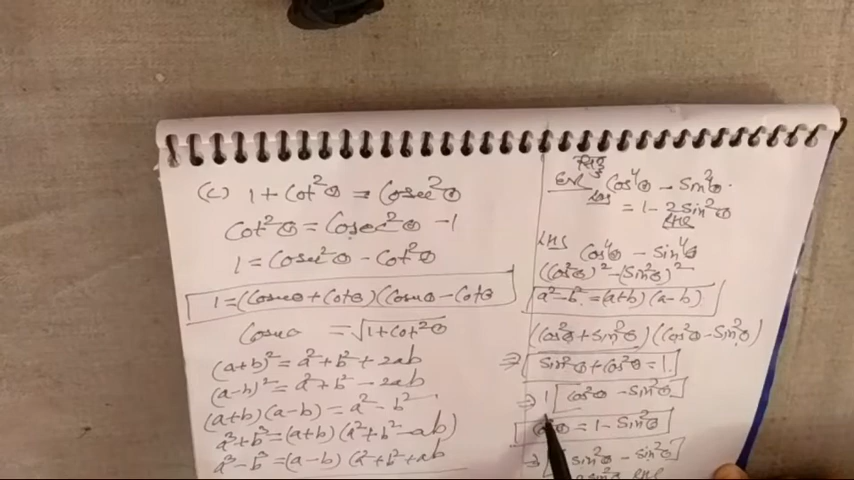 (C) 1 + Cot²θ = Cosec²θ
Cot²θ = Cosec²θ - 1
1 = Cosec²θ - Cot²θ
1 = (Cosecθ + Cotθ)(Cosecθ - Cotθ
Cosecθ = √1 + Cot²θ
(a+b)² = a² + b² + 2ab
(a-b)² = a² + b² - 2ab
(a+b)(a-b) = a² - b²
a³+b³ = (a+b)(a²+b²-ab)
a³-b³ = (a-b)(a²+b²+ab
सिद्ध
Cos⁴θ - Sin⁴θ.
LHS
= 1 - 2Sin²θ
RHS
LHS Cos⁴θ - Sin⁴θ
(Cos²θ)² - (Sin²θ)²
a² - b² = (a+b)(a-b)
(Cos²θ + Sin²θ)(Cos²θ - Sin²θ)
⇒ Sin²θ + Cos²θ = 1.
⇒ 1[Cos²θ - Sin²θ]
= 1 - Sin²θ
⇒ Sin²θ - Sin²θ]